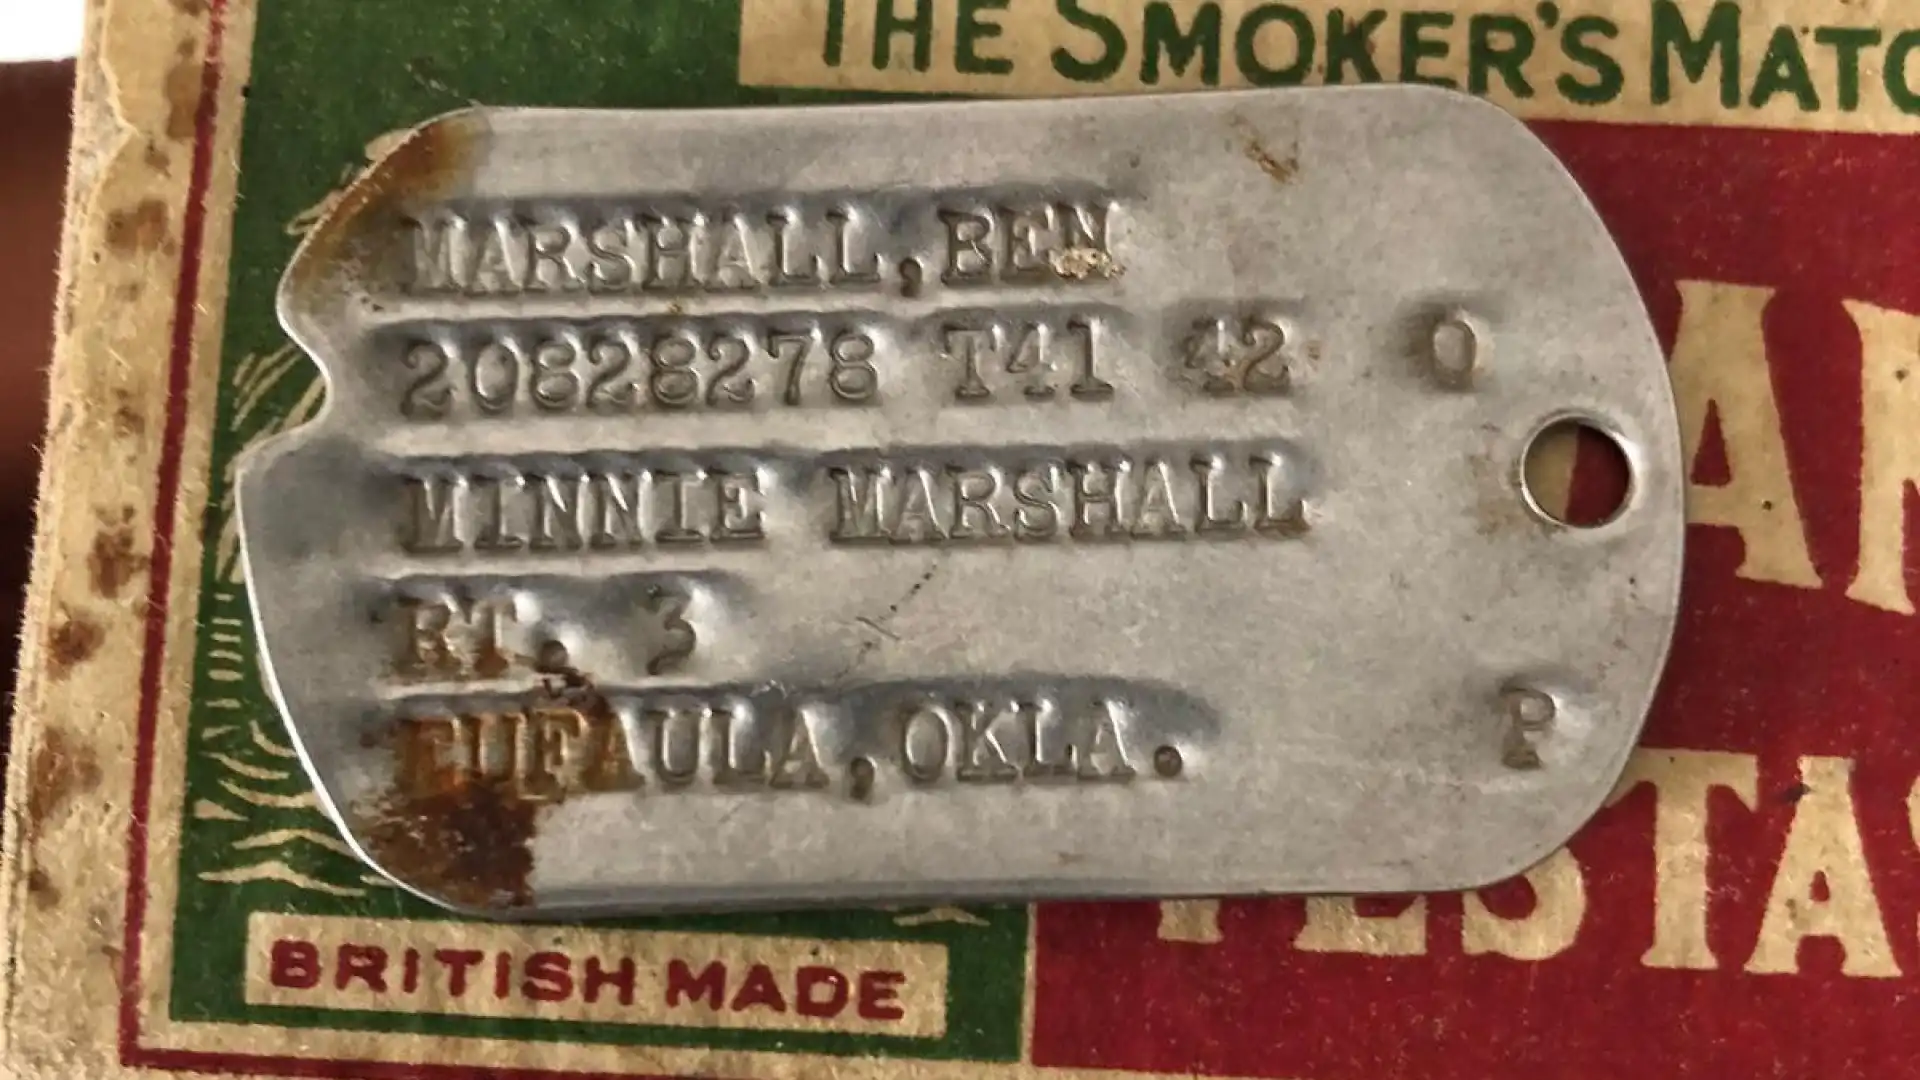 THE SMOKER'S MATC
MARSHALL,BEN
20828278 T41 42 O
MINNIE MARSHALL
RT. 3
EUFAULA,OKLA. P
BRITISH MADE